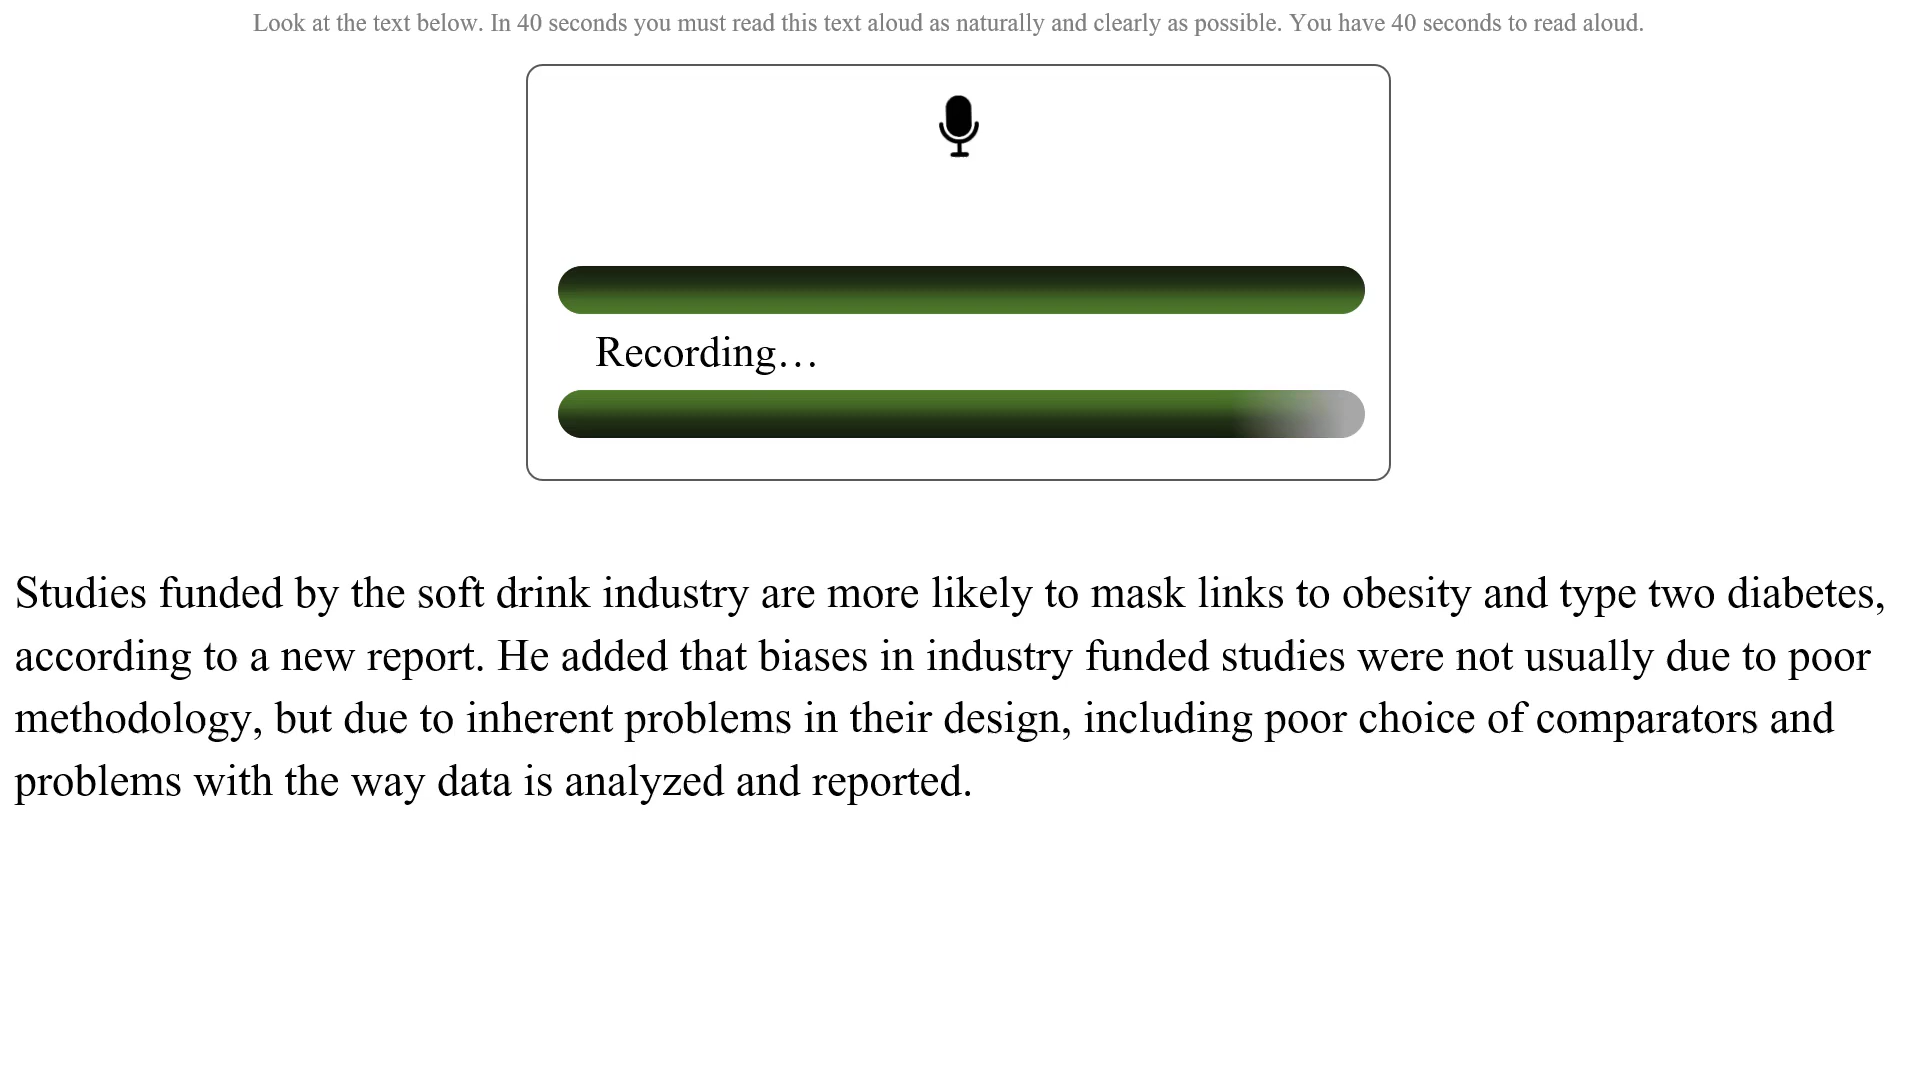 Look at the text below. In 40 seconds you must read this text aloud as naturally and clearly as possible. You have 40 seconds to read aloud.
Recording…
Studies funded by the soft drink industry are more likely to mask links to obesity and type two diabetes,
according to a new report. He added that biases in industry funded studies were not usually due to poor
methodology, but due to inherent problems in their design, including poor choice of comparators and
problems with the way data is analyzed and reported.